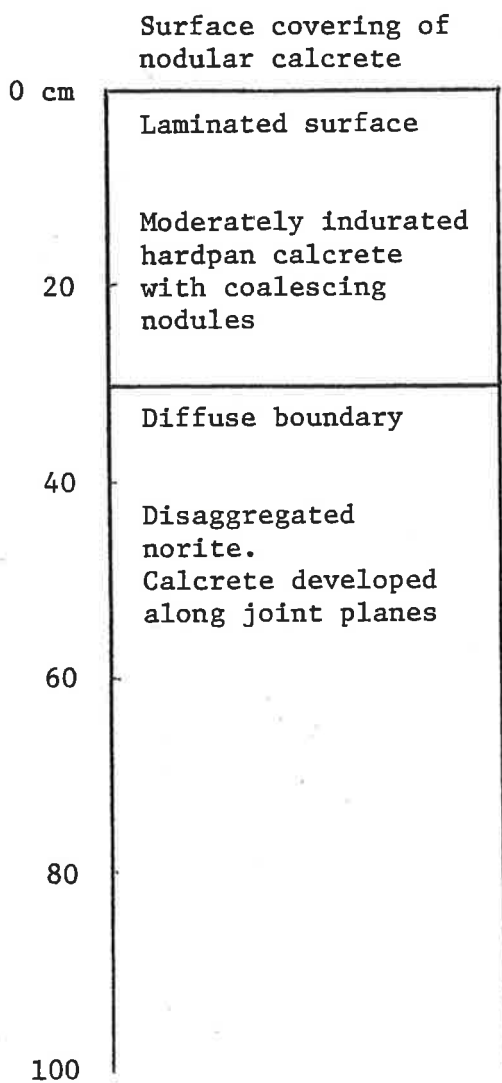 Surface covering of
nodular calcrete
0 cm
Laminated surface
Moderately indurated
hardpan calcrete
20
with coalescing
nodules
Diffuse boundary
40
Disaggregated
norite.
Calcrete developed
along joint planes
60
80
100